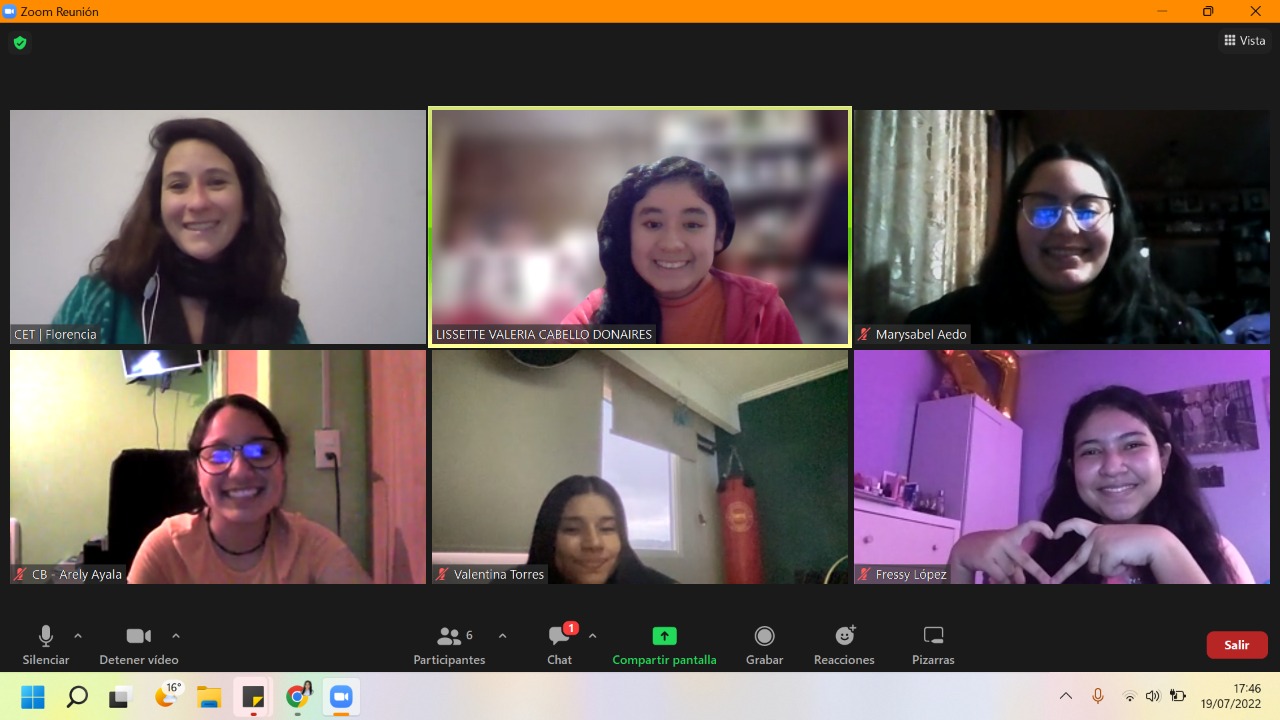 Zoom Reunión
Vista
CET | Florencia
LISSETTE VALERIA CABELLO DONAIRES
Marysabel Aedo
CB - Arely Ayala
Valentina Torres
Fressy López
Silenciar
Detener vídeo
6
Participantes
1
Chat
Compartir pantalla
Grabar
Reacciones
Pizarras
Salir
16°
17:46
19/07/2022